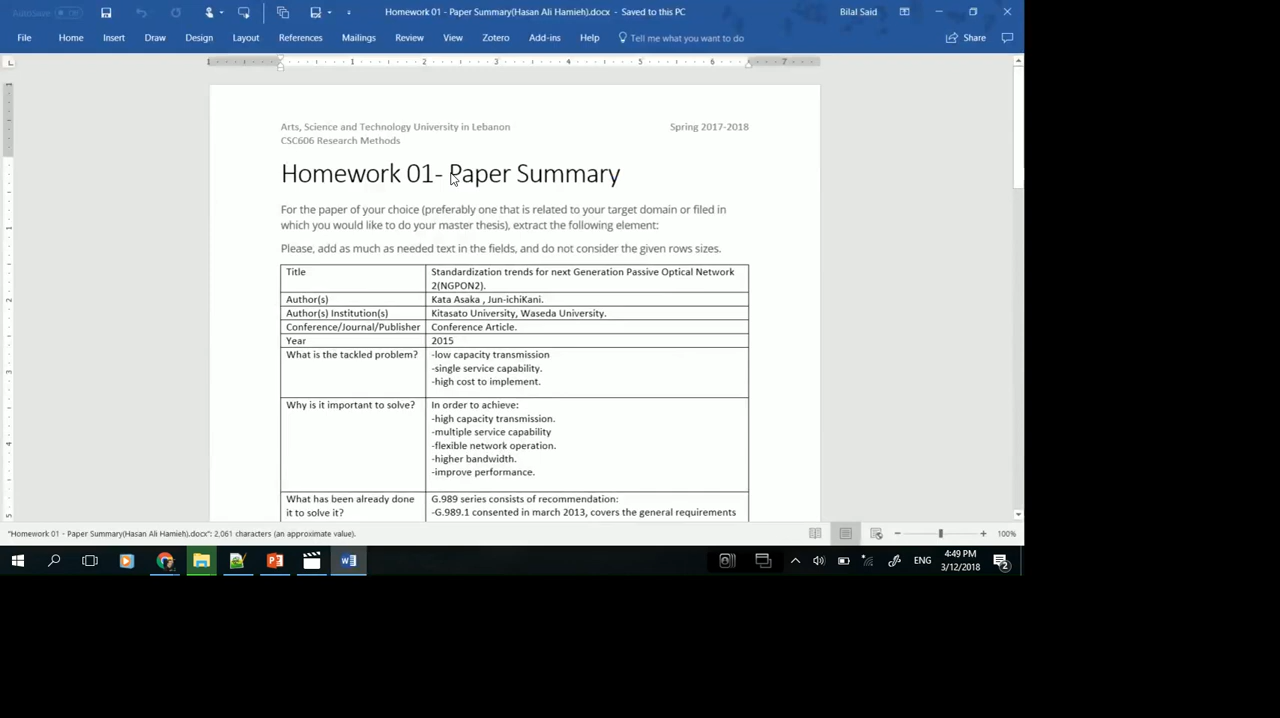 Homework 01 - Paper Summary(Hasan Ali Hamieh).docx - Saved to this PC
Bilal Said
File Home Insert Draw Design Layout References Mailings Review View Zotero Add-ins Help Tell me what you want to do Share
Arts, Science and Technology University in Lebanon Spring 2017-2018
CSC606 Research Methods
Homework 01- Paper Summary
For the paper of your choice (preferably one that is related to your target domain or filed in
which you would like to do your master thesis), extract the following element:
Please, add as much as needed text in the fields, and do not consider the given rows sizes.
Title Standardization trends for next Generation Passive Optical Network
2(NGPON2).
Author(s) Kata Asaka , Jun-ichiKani.
Author(s) Institution(s) Kitasato University, Waseda University.
Conference/Journal/Publisher Conference Article.
Year 2015
What is the tackled problem? -low capacity transmission
-single service capability.
-high cost to implement.
Why is it important to solve? In order to achieve:
-high capacity transmission.
-multiple service capability
-flexible network operation.
-higher bandwidth.
-improve performance.
What has been already done G.989 series consists of recommendation:
it to solve it? -G.989.1 consented in march 2013, covers the general requirements
"Homework 01 - Paper Summary(Hasan Ali Hamieh).docx": 2,061 characters (an approximate value). 100%
ENG 4:49 PM
3/12/2018
2